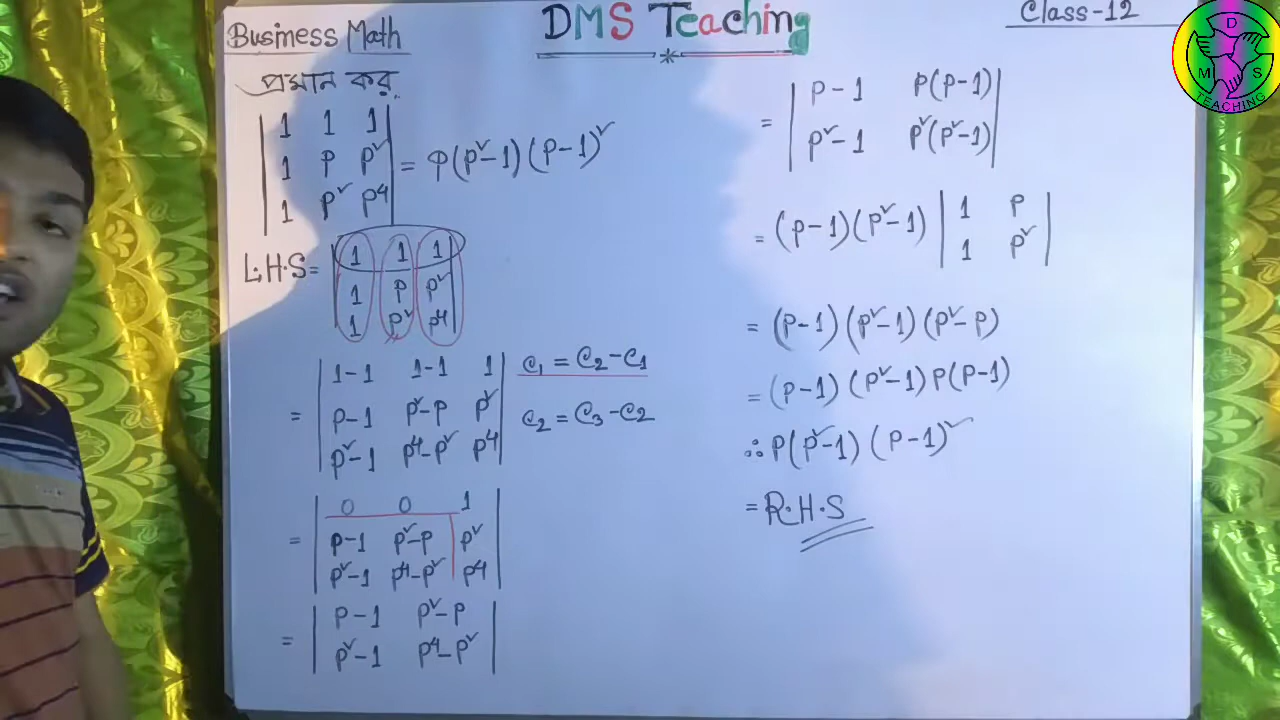 Business Math
DMS Teaching
Class-12
প্রমান কর,
| 1 1 1 |
| 1 P P² | = P(P²-1)(P-1)²
| 1 P² P⁴ |
L.H.S = | 1 1 1 |
| 1 P P² |
| 1 P² P⁴ |
= | 1-1 1-1 1 | C₁ = C₂-C₁
| P-1 P²-P P² | C₂ = C₃-C₂
| P²-1 P⁴-P² P⁴ |
= | 0 0 1 |
| P-1 P²-P P² |
| P²-1 P⁴-P² P⁴ |
= | P-1 P²-P |
| P²-1 P⁴-P² |
= | P-1 P(P-1) |
| P²-1 P²(P²-1) |
= (P-1)(P²-1) | 1 P |
| 1 P² |
= (P-1)(P²-1)(P²-P)
= (P-1)(P²-1)P(P-1)
∴ P(P²-1)(P-1)²
= R.H.S
D
M S
TEACHING